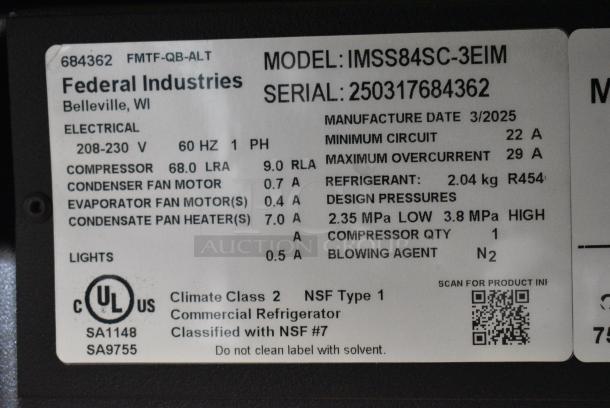 684362 FMTF-QB-ALT
Federal Industries
Belleville, WI
MODEL: IMSS84SC-3EIM
SERIAL: 250317684362
ELECTRICAL
208-230 V 60 HZ 1 PH
COMPRESSOR 68.0 LRA 9.0 RLA
CONDENSER FAN MOTOR 0.7 A
EVAPORATOR FAN MOTOR(S) 0.4 A
CONDENSATE PAN HEATER(S) 7.0 A
A
LIGHTS 0.5 A
MANUFACTURE DATE 3/2025
MINIMUM CIRCUIT 22 A
MAXIMUM OVERCURRENT 29 A
REFRIGERANT: 2.04 kg R454
DESIGN PRESSURES
2.35 MPa LOW 3.8 MPa HIGH
COMPRESSOR QTY 1
BLOWING AGENT N2
AUCTION GROUP
C UL US
SA1148
SA9755
Climate Class 2 NSF Type 1
Commercial Refrigerator
Classified with NSF #7
Do not clean label with solvent.
SCAN FOR PRODUCT INF
M
75